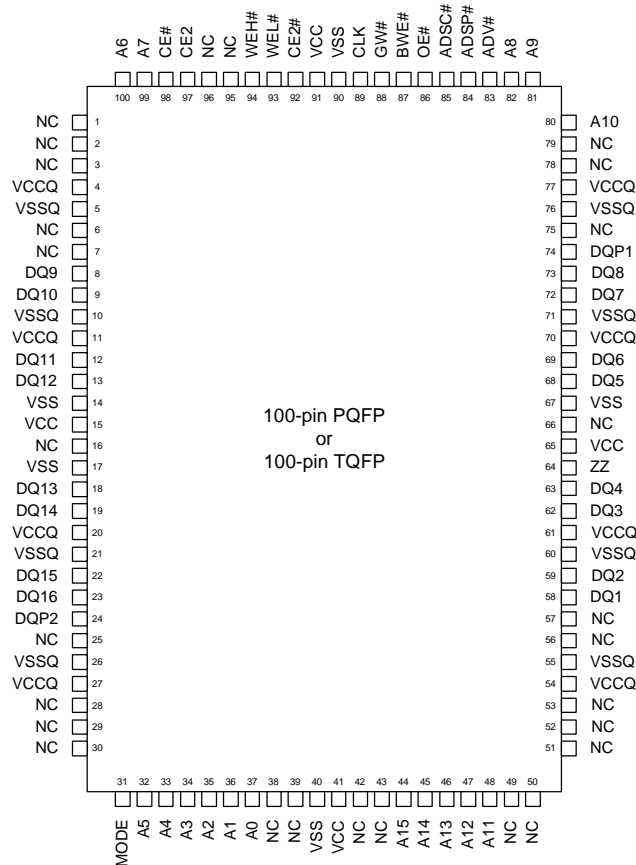 A6 A7 CE# CE2 NC NC WEH# WEL# CE2# VCC VSS CLK GW# BWE# OE# ADSC# ADSP# ADV# A8 A9
100 99 98 97 96 95 94 93 92 91 90 89 88 87 86 85 84 83 82 81
NC 1 80 A10
NC 2 79 NC
NC 3 78 NC
VCCQ 4 77 VCCQ
VSSQ 5 76 VSSQ
NC 6 75 NC
NC 7 74 DQP1
DQ9 8 73 DQ8
DQ10 9 72 DQ7
VSSQ 10 71 VSSQ
VCCQ 11 70 VCCQ
DQ11 12 69 DQ6
DQ12 13 68 DQ5
VSS 14 67 VSS
VCC 15 66 NC
NC 16 65 VCC
VSS 17 64 ZZ
DQ13 18 63 DQ4
DQ14 19 62 DQ3
VCCQ 20 61 VCCQ
VSSQ 21 60 VSSQ
DQ15 22 59 DQ2
DQ16 23 58 DQ1
DQP2 24 57 NC
NC 25 56 NC
VSSQ 26 55 VSSQ
VCCQ 27 54 VCCQ
NC 28 53 NC
NC 29 52 NC
NC 30 51 NC
100-pin PQFP
or
100-pin TQFP
31 32 33 34 35 36 37 38 39 40 41 42 43 44 45 46 47 48 49 50
MODE A5 A4 A3 A2 A1 A0 NC NC VSS VCC NC NC A15 A14 A13 A12 A11 NC NC